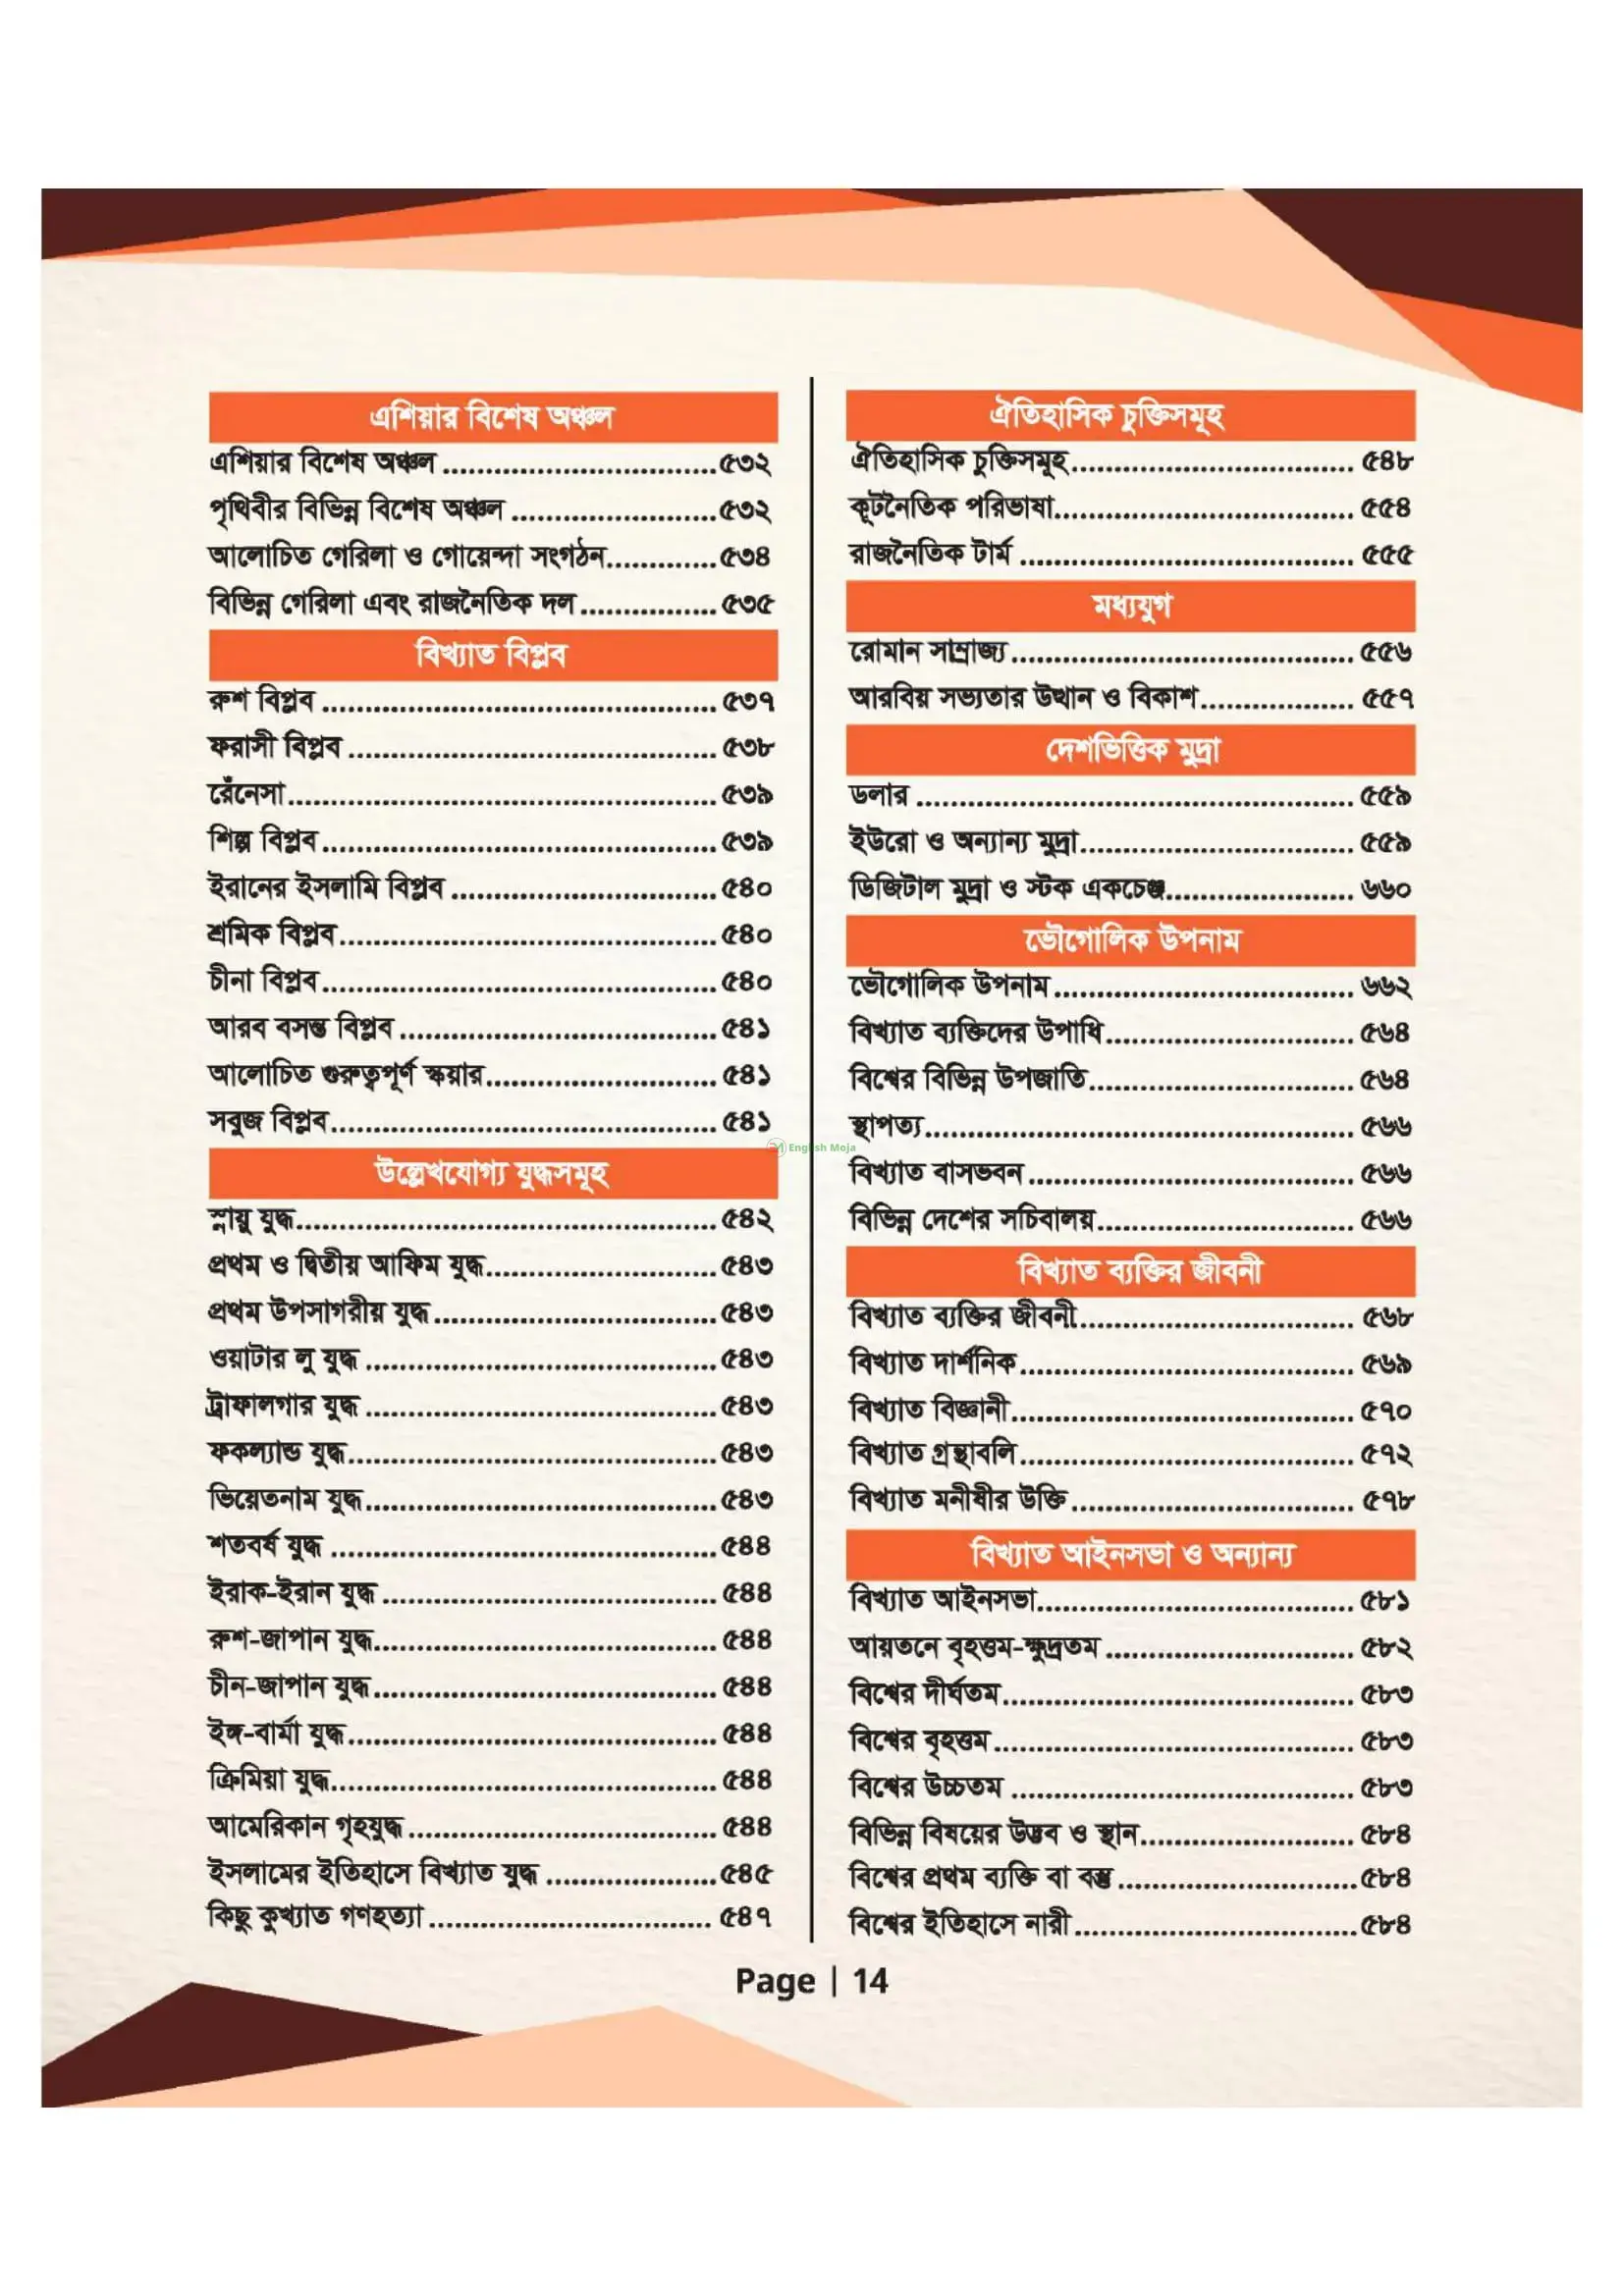 এশিয়ার বিশেষ অঞ্চল
এশিয়ার বিশেষ অঞ্চল ................................ ৫৩২
পৃথিবীর বিভিন্ন বিশেষ অঞ্চল ........................ ৫৩২
আলোচিত গেরিলা ও গোয়েন্দা সংগঠন............. ৫৩৪
বিভিন্ন গেরিলা এবং রাজনৈতিক দল ................ ৫৩৫
বিখ্যাত বিপ্লব
রুশ বিপ্লব .............................................. ৫৩৭
ফরাসী বিপ্লব ........................................... ৫৩৮
রেঁনেসা.................................................. ৫৩৯
শিল্প বিপ্লব .............................................. ৫৩৯
ইরানের ইসলামি বিপ্লব ............................... ৫৪০
শ্রমিক বিপ্লব............................................ ৫৪০
চীনা বিপ্লব .............................................. ৫৪০
আরব বসন্ত বিপ্লব ..................................... ৫৪১
আলোচিত গুরুত্বপূর্ণ স্কয়ার........................... ৫৪১
সবুজ বিপ্লব............................................. ৫৪১
উল্লেখযোগ্য যুদ্ধসমূহ
স্নায়ু যুদ্ধ................................................. ৫৪২
প্রথম ও দ্বিতীয় আফিম যুদ্ধ........................... ৫৪৩
প্রথম উপসাগরীয় যুদ্ধ ................................. ৫৪৩
ওয়াটার লু যুদ্ধ ......................................... ৫৪৩
ট্রাফালগার যুদ্ধ ......................................... ৫৪৩
ফকল্যান্ড যুদ্ধ........................................... ৫৪৩
ভিয়েতনাম যুদ্ধ......................................... ৫৪৩
শতবর্ষ যুদ্ধ ............................................. ৫৪৪
ইরাক-ইরান যুদ্ধ ....................................... ৫৪৪
রুশ-জাপান যুদ্ধ........................................ ৫৪৪
চীন-জাপান যুদ্ধ........................................ ৫৪৪
ইঙ্গ-বার্মা যুদ্ধ........................................... ৫৪৪
ক্রিমিয়া যুদ্ধ............................................. ৫৪৪
আমেরিকান গৃহযুদ্ধ .................................... ৫৪৪
ইসলামের ইতিহাসে বিখ্যাত যুদ্ধ .................... ৫৪৫
কিছু কুখ্যাত গণহত্যা ................................. ৫৪৭
ঐতিহাসিক চুক্তিসমূহ
ঐতিহাসিক চুক্তিসমূহ................................. ৫৪৮
কূটনৈতিক পরিভাষা................................... ৫৫৪
রাজনৈতিক টার্ম ....................................... ৫৫৫
মধ্যযুগ
রোমান সাম্রাজ্য........................................ ৫৫৬
আরবিয় সভ্যতার উত্থান ও বিকাশ.................. ৫৫৭
দেশভিত্তিক মুদ্রা
ডলার ................................................... ৫৫৯
ইউরো ও অন্যান্য মুদ্রা................................ ৫৫৯
ডিজিটাল মুদ্রা ও স্টক একচেঞ্জ...................... ৬৬০
ভৌগোলিক উপনাম
ভৌগোলিক উপনাম ................................... ৬৬২
বিখ্যাত ব্যক্তিদের উপাধি............................. ৫৬৪
বিশ্বের বিভিন্ন উপজাতি............................... ৫৬৪
স্থাপত্য.................................................. ৫৬৬
বিখ্যাত বাসভবন ...................................... ৫৬৬
বিভিন্ন দেশের সচিবালয়.............................. ৫৬৬
বিখ্যাত ব্যক্তির জীবনী
বিখ্যাত ব্যক্তির জীবনী................................ ৫৬৮
বিখ্যাত দার্শনিক....................................... ৫৬৯
বিখ্যাত বিজ্ঞানী........................................ ৫৭০
বিখ্যাত গ্রন্থাবলি ....................................... ৫৭২
বিখ্যাত মনীষীর উক্তি ................................. ৫৭৮
বিখ্যাত আইনসভা ও অন্যান্য
বিখ্যাত আইনসভা..................................... ৫৮১
আয়তনে বৃহত্তম-ক্ষুদ্রতম ............................. ৫৮২
বিশ্বের দীর্ঘতম......................................... ৫৮৩
বিশ্বের বৃহত্তম .......................................... ৫৮৩
বিশ্বের উচ্চতম ........................................ ৫৮৩
বিভিন্ন বিষয়ের উদ্ভব ও স্থান......................... ৫৮৪
বিশ্বের প্রথম ব্যক্তি বা বস্তু ............................ ৫৮৪
বিশ্বের ইতিহাসে নারী ................................. ৫৮৪
English Moja
Page | 14